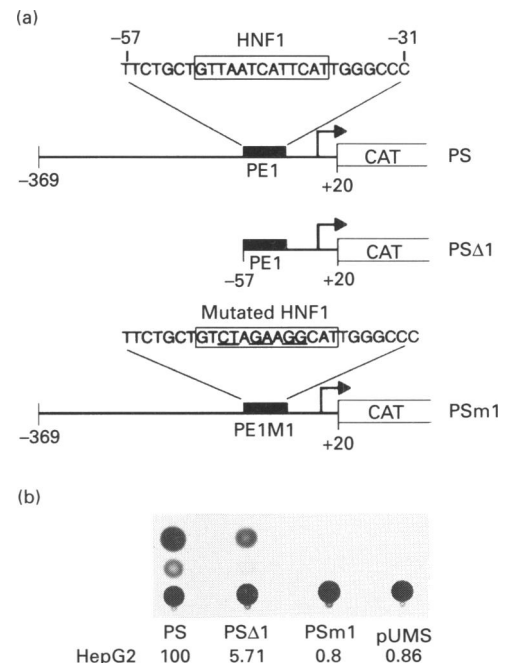 (a)
−57 HNF1 −31
TTCTGCTGTTAATCATTCATTGGGCCC
PE1 CAT PS
−369 +20
PE1 CAT PSΔ1
−57 +20
Mutated HNF1
TTCTGCTGTCTAGAAGGCATTGGGCCC
PE1M1 CAT PSm1
−369 +20
(b)
PS PSΔ1 PSm1 pUMS
HepG2 100 5.71 0.8 0.86